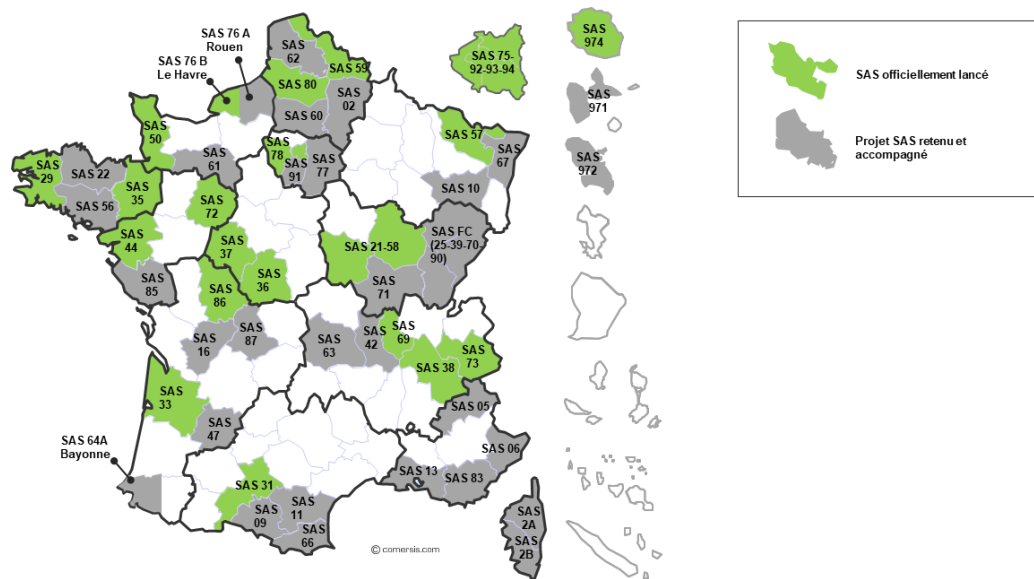 SAS 76 A
Rouen
SAS 76 B
Le Havre
SAS
62
SAS 59
SAS 80
SAS
02
SAS 60
SAS 75-
92-93-94
SAS
974
SAS
971
SAS
972
SAS officiellement lancé
Projet SAS retenu et
accompagné
SAS
50
SAS
61
SAS
78
SAS
91
SAS
77
SAS 57
SAS
67
SAS 10
SAS
29
SAS 22
SAS 56
SAS
35
SAS
72
SAS
44
SAS
37
SAS
36
SAS 21-58
SAS FC
(25-39-70-
90)
SAS
71
SAS
85
SAS
86
SAS
16
SAS
87
SAS
63
SAS
42
SAS
69
SAS 38
SAS
73
SAS
33
SAS
47
SAS 05
SAS 06
SAS 13
SAS 83
SAS 64A
Bayonne
SAS 31
SAS
09
SAS
11
SAS
66
SAS
2A
SAS
2B
© comersis.com